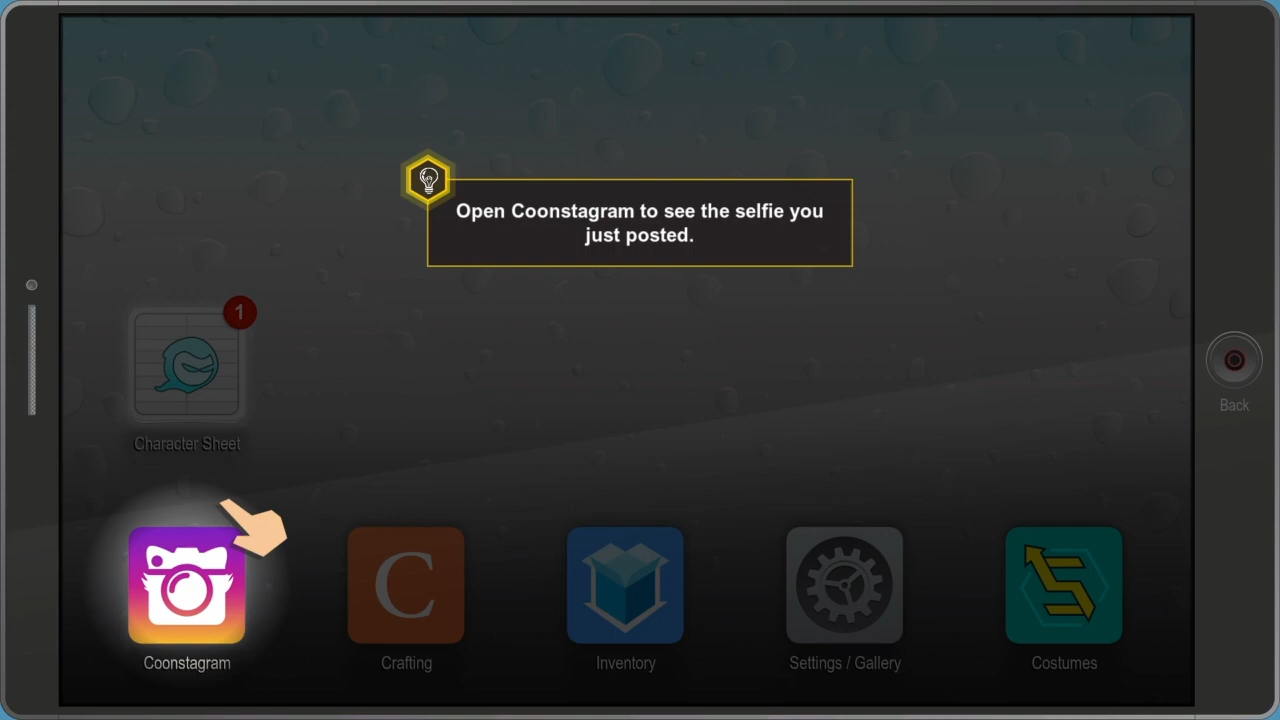 Open Coonstagram to see the selfie you
just posted.
1
Character Sheet
Back
C
Coonstagram
Crafting
Inventory
Settings / Gallery
Costumes